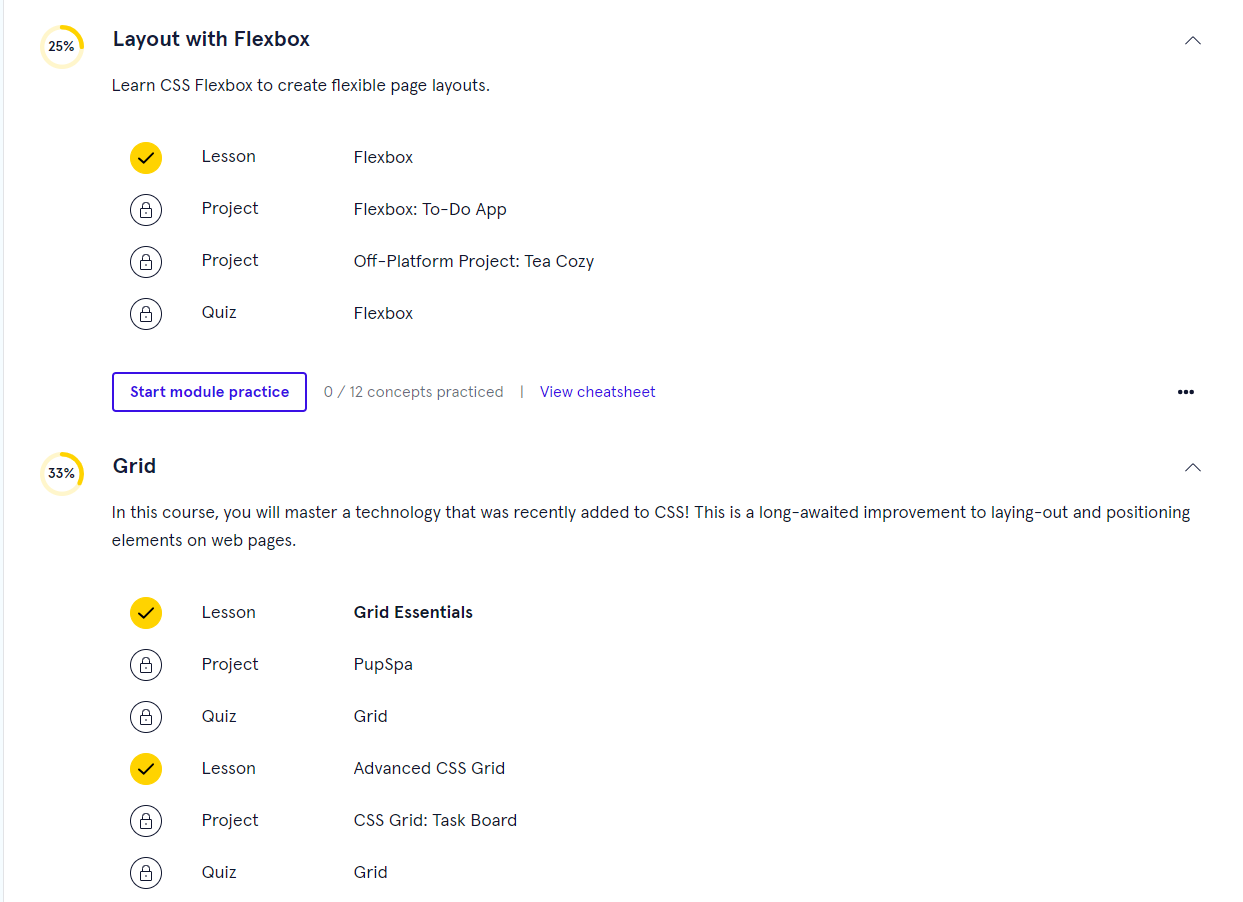 25% Layout with Flexbox
Learn CSS Flexbox to create flexible page layouts.
Lesson Flexbox
Project Flexbox: To-Do App
Project Off-Platform Project: Tea Cozy
Quiz Flexbox
Start module practice 0 / 12 concepts practiced | View cheatsheet
33% Grid
In this course, you will master a technology that was recently added to CSS! This is a long-awaited improvement to laying-out and positioning
elements on web pages.
Lesson Grid Essentials
Project PupSpa
Quiz Grid
Lesson Advanced CSS Grid
Project CSS Grid: Task Board
Quiz Grid